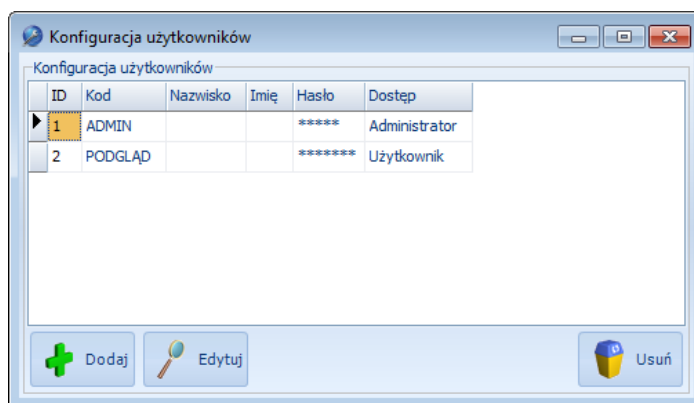 Konfiguracja użytkowników
Konfiguracja użytkowników
ID Kod Nazwisko Imię Hasło Dostęp
1 ADMIN ***** Administrator
2 PODGLĄD ******* Użytkownik
Dodaj Edytuj Usuń